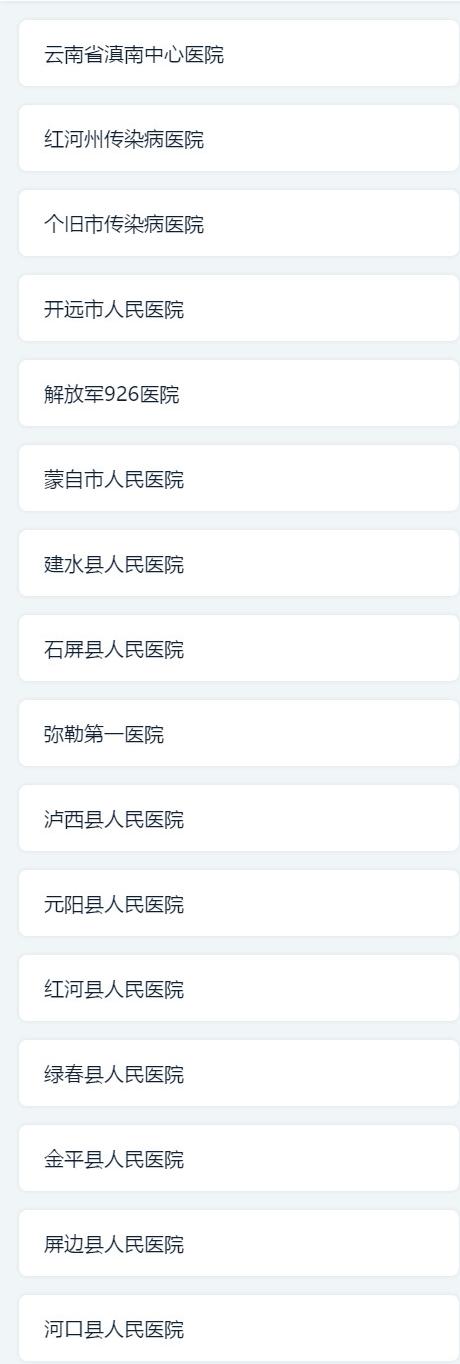 云南省滇南中心医院
红河州传染病医院
个旧市传染病医院
开远市人民医院
解放军926医院
蒙自市人民医院
建水县人民医院
石屏县人民医院
弥勒第一医院
泸西县人民医院
元阳县人民医院
红河县人民医院
绿春县人民医院
金平县人民医院
屏边县人民医院
河口县人民医院